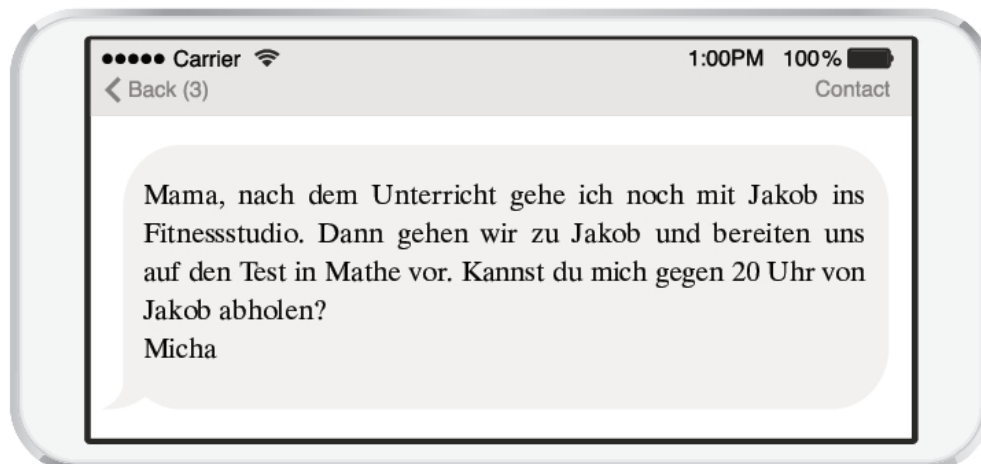 ●●●●● Carrier 1:00PM 100%
Back (3) Contact
Mama, nach dem Unterricht gehe ich noch mit Jakob ins
Fitnessstudio. Dann gehen wir zu Jakob und bereiten uns
auf den Test in Mathe vor. Kannst du mich gegen 20 Uhr von
Jakob abholen?
Micha